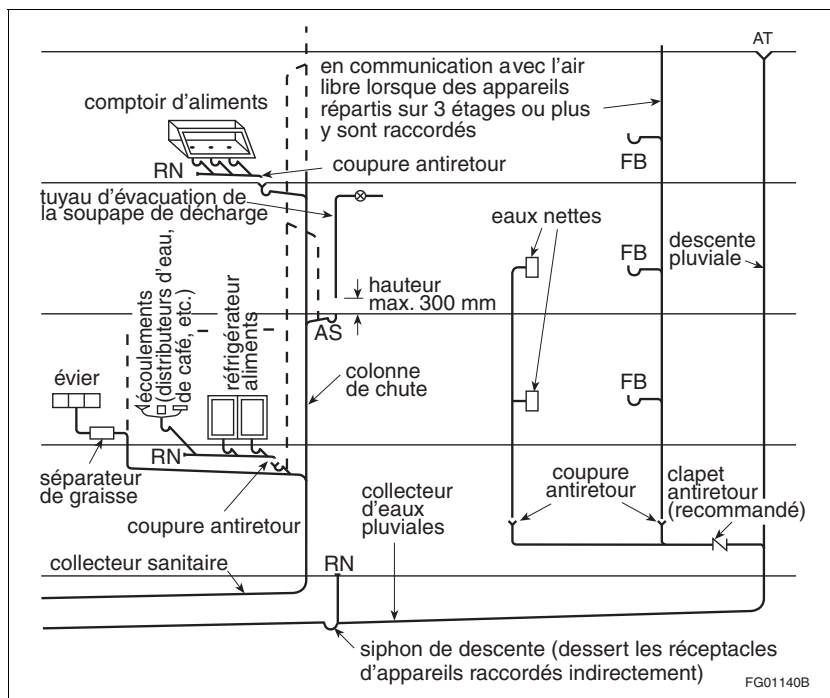 AT
en communication avec l'air
libre lorsque des appareils
répartis sur 3 étages ou plus
y sont raccordés
comptoir d'aliments
RN
coupure antiretour
FB
tuyau d'évacuation de
la soupape de décharge
eaux nettes
FB
descente
pluviale
hauteur
max. 300 mm
écoulements
(distributeurs d'eau,
de café, etc.)
réfrigérateur
aliments
AS
évier
colonne
de chute
FB
RN
séparateur
de graisse
coupure antiretour
collecteur
d'eaux
pluviales
coupure
antiretour
clapet
antiretour
(recommandé)
collecteur sanitaire
RN
siphon de descente (dessert les réceptacles
d'appareils raccordés indirectement)
FG01140B